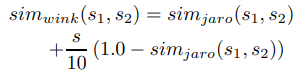 sim_wink(s_1, s_2) = sim_jaro(s_1, s_2)
+ s/10 (1.0 − sim_jaro(s_1, s_2))